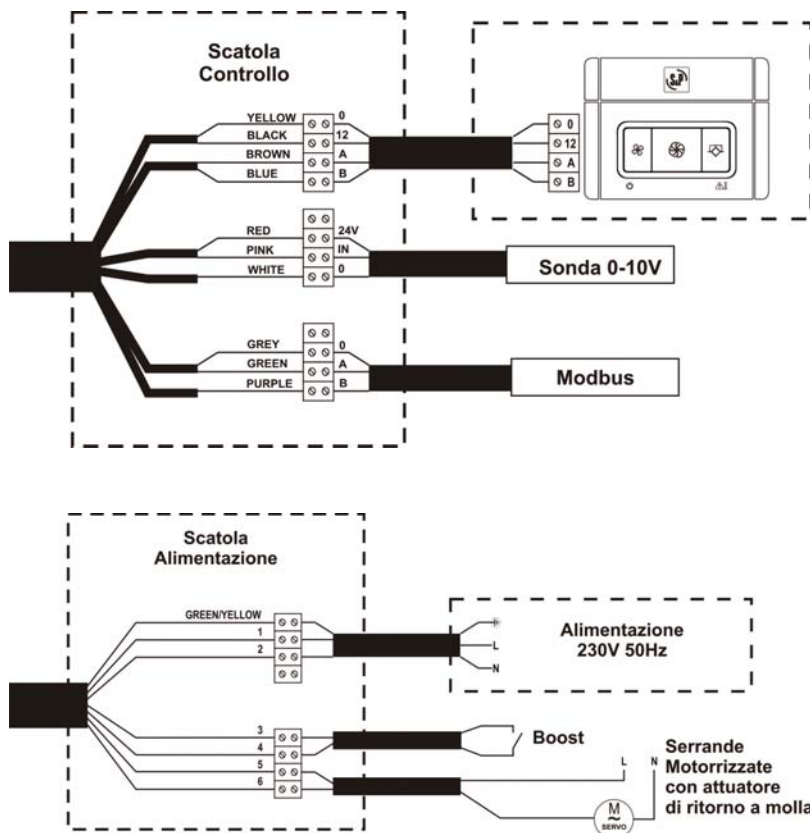 Scatola
Controllo
YELLOW 0
BLACK 12
BROWN A
BLUE B
0
12
A
B
S&P
RED 24V
PINK IN
WHITE 0
Sonda 0-10V
GREY 0
GREEN A
PURPLE B
Modbus
Scatola
Alimentazione
GREEN/YELLOW
1
2
L
N
Alimentazione
230V 50Hz
3
4
5
6
Boost
L N
M
SERVO
Serrande
Motorrizzate
con attuatore
di ritorno a molla